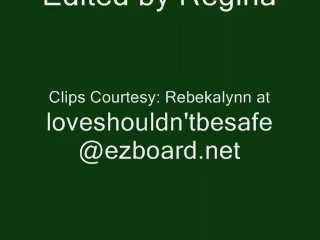 Edited by Regina
Clips Courtesy: Rebekalynn at
loveshouldn'tbesafe
@ezboard.net